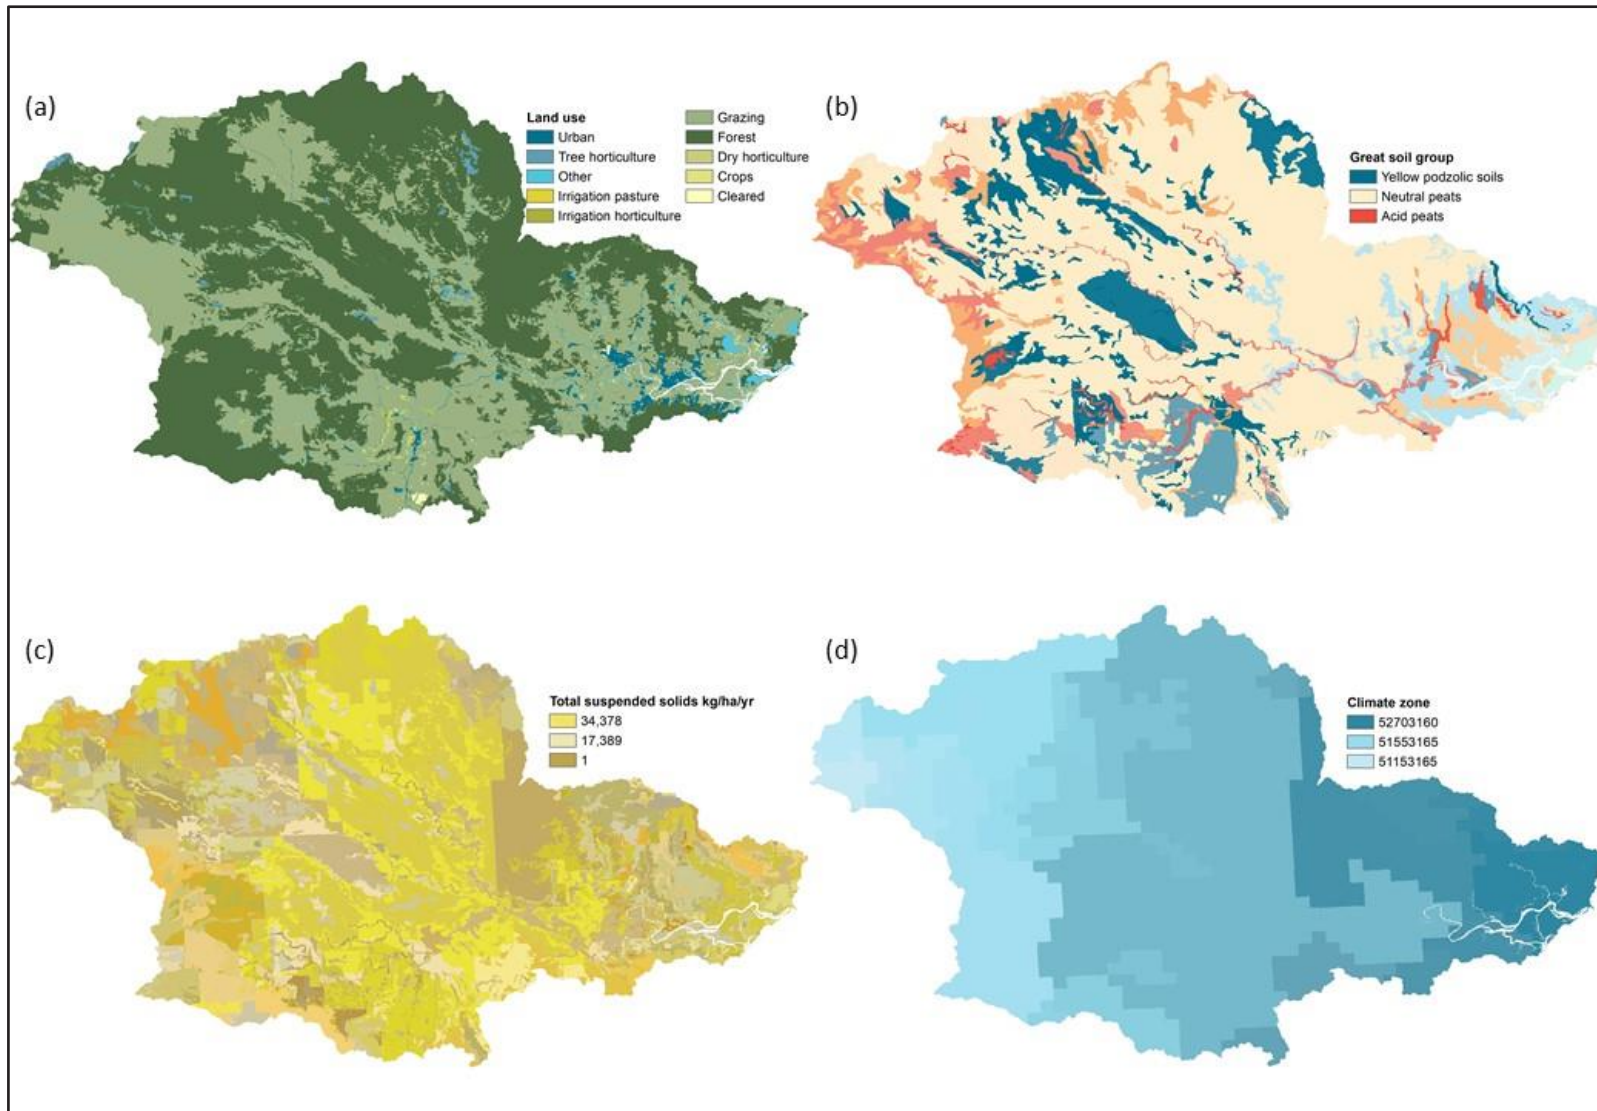 (a)
Land use
Urban
Tree horticulture
Other
Irrigation pasture
Irrigation horticulture
Grazing
Forest
Dry horticulture
Crops
Cleared
(b)
Great soil group
Yellow podzolic soils
Neutral peats
Acid peats
(c)
Total suspended solids kg/ha/yr
34,378
17,389
1
(d)
Climate zone
52703160
51553165
51153165